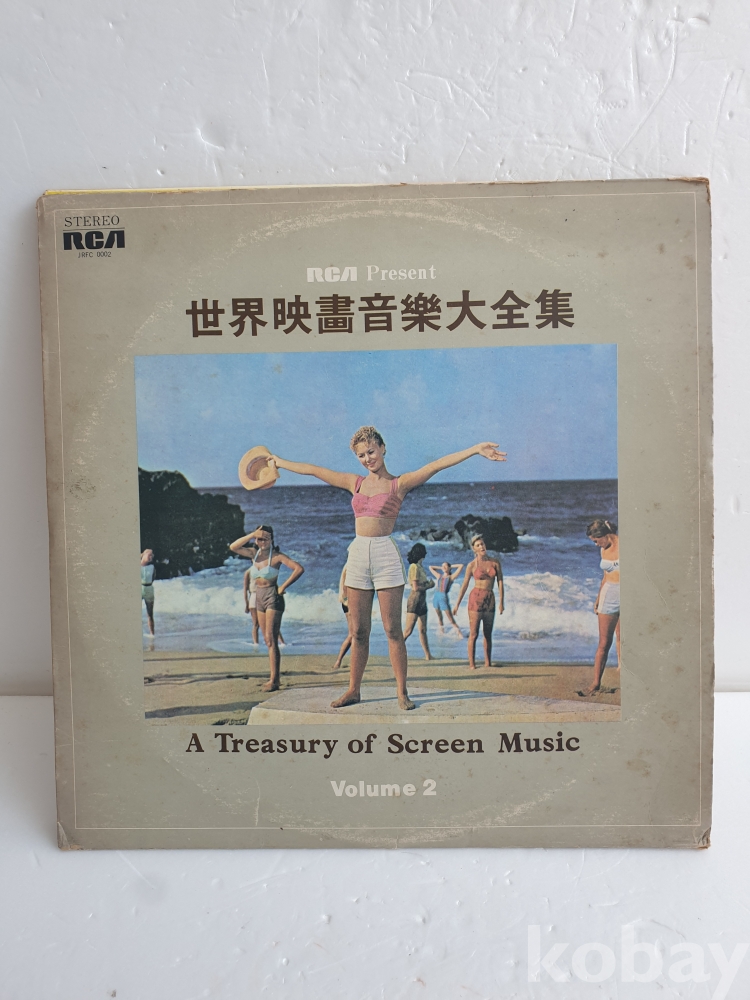 STEREO
RCA
JRFC 0002
RCA Present
世界映畫音樂大全集
A Treasury of Screen Music
Volume 2
kobay